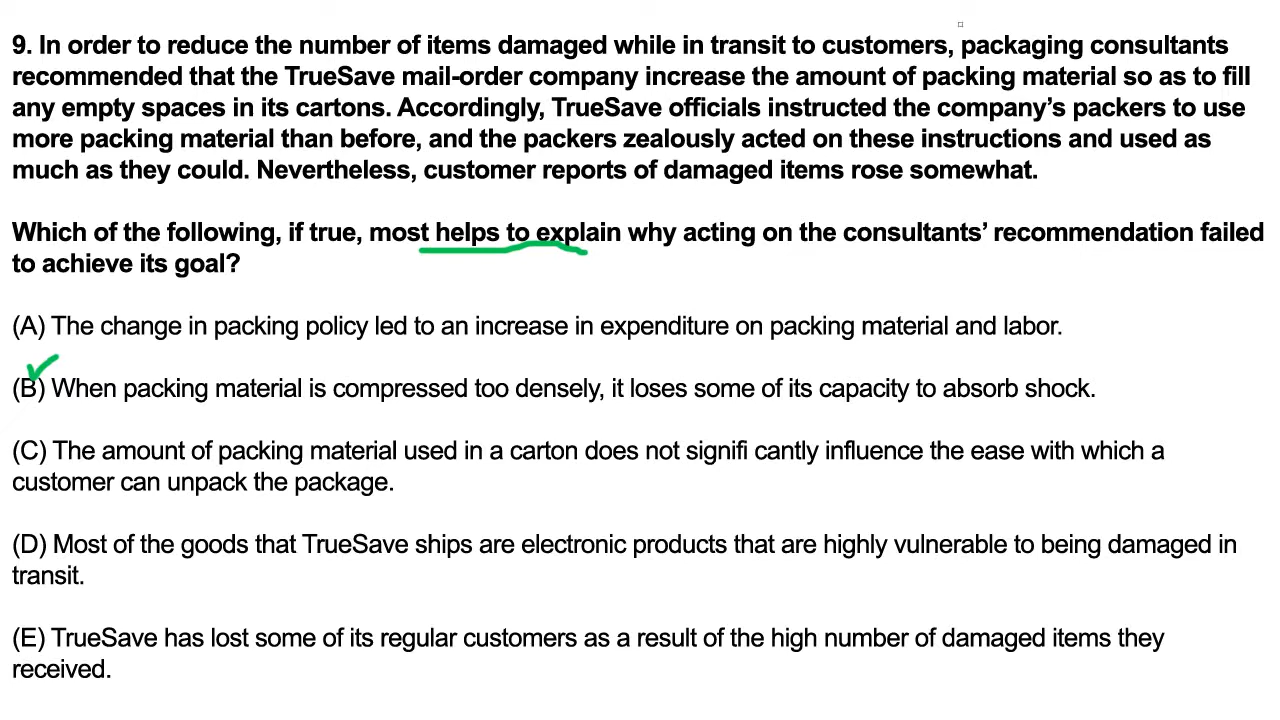 9. In order to reduce the number of items damaged while in transit to customers, packaging consultants
recommended that the TrueSave mail-order company increase the amount of packing material so as to fill
any empty spaces in its cartons. Accordingly, TrueSave officials instructed the company’s packers to use
more packing material than before, and the packers zealously acted on these instructions and used as
much as they could. Nevertheless, customer reports of damaged items rose somewhat.
Which of the following, if true, most helps to explain why acting on the consultants’ recommendation failed
to achieve its goal?
(A) The change in packing policy led to an increase in expenditure on packing material and labor.
(B) When packing material is compressed too densely, it loses some of its capacity to absorb shock.
(C) The amount of packing material used in a carton does not signifi cantly influence the ease with which a
customer can unpack the package.
(D) Most of the goods that TrueSave ships are electronic products that are highly vulnerable to being damaged in
transit.
(E) TrueSave has lost some of its regular customers as a result of the high number of damaged items they
received.